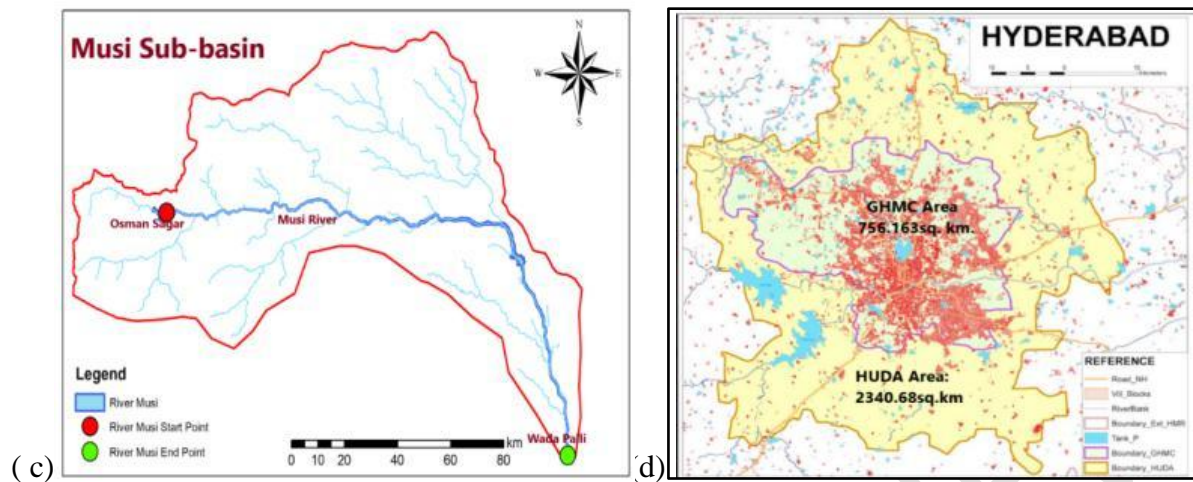 Musi Sub-basin
N
W
E
S
Osman Sagar
Musi River
Legend
River Musi
River Musi Start Point
River Musi End Point
Wada Palli
km
0 10 20 40 60 80
( c)
HYDERABAD
GHMC Area
756.163sq. km.
HUDA Area:
2340.68sq.km
REFERENCE
Road_NH
Vill_Blocks
RiverBank
Boundary_Ext_HMR
Tank_P
Boundary_GHMC
Boundary_HUDA
(d)